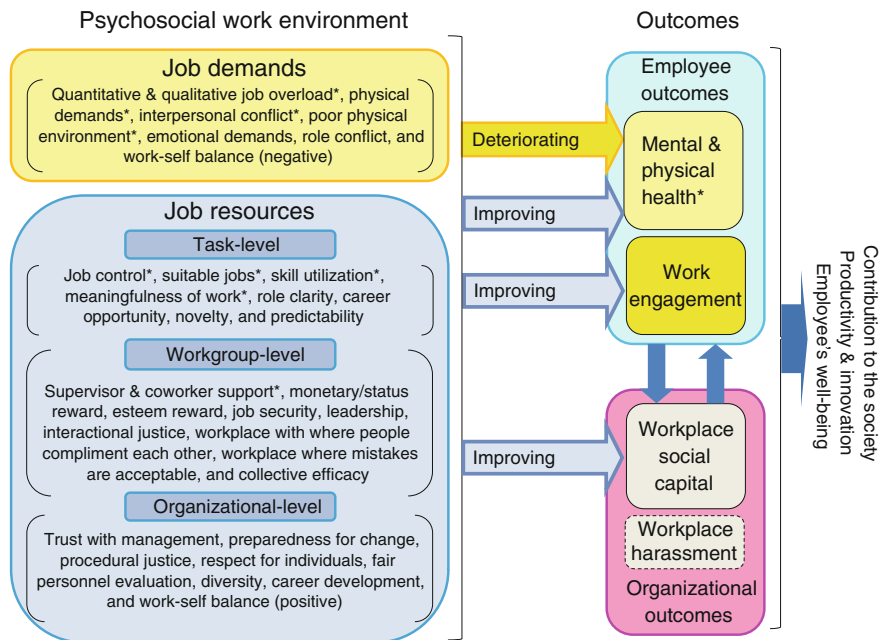 Psychosocial work environment
Job demands
Quantitative & qualitative job overload*, physical
demands*, interpersonal conflict*, poor physical
environment*, emotional demands, role conflict, and
work-self balance (negative)
Job resources
Task-level
Job control*, suitable jobs*, skill utilization*,
meaningfulness of work*, role clarity, career
opportunity, novelty, and predictability
Workgroup-level
Supervisor & coworker support*, monetary/status
reward, esteem reward, job security, leadership,
interactional justice, workplace with where people
compliment each other, workplace where mistakes
are acceptable, and collective efficacy
Organizational-level
Trust with management, preparedness for change,
procedural justice, respect for individuals, fair
personnel evaluation, diversity, career development,
and work-self balance (positive)
Deteriorating
Improving
Improving
Improving
Outcomes
Employee
outcomes
Mental &
physical
health*
Work
engagement
Workplace
social
capital
Workplace
harassment
Organizational
outcomes
Contribution to the society
Productivity & innovation
Employee's well-being